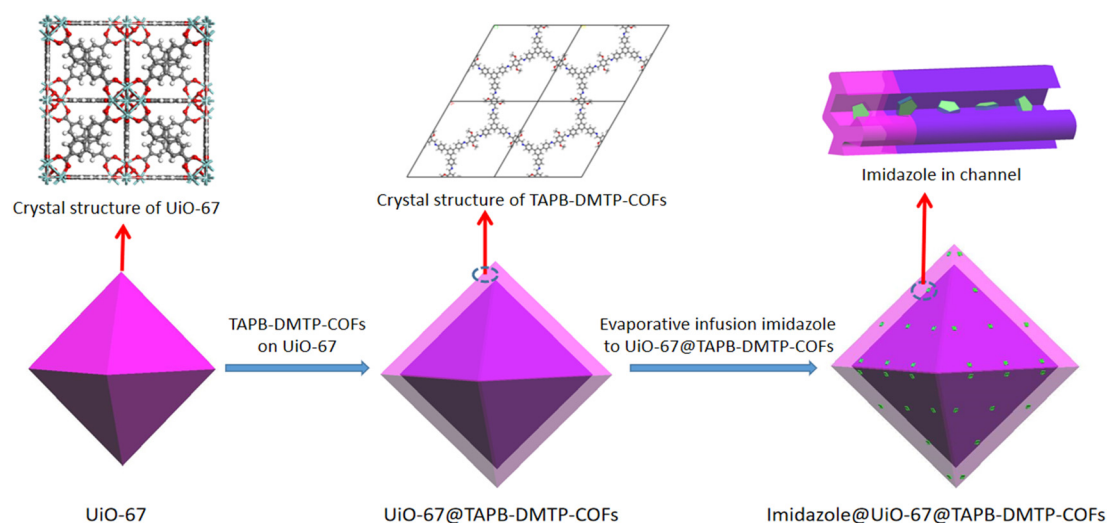 Crystal structure of UiO-67
Crystal structure of TAPB-DMTP-COFs
Imidazole in channel
TAPB-DMTP-COFs
on UiO-67
Evaporative infusion imidazole
to UiO-67@TAPB-DMTP-COFs
UiO-67
UiO-67@TAPB-DMTP-COFs
Imidazole@UiO-67@TAPB-DMTP-COFs